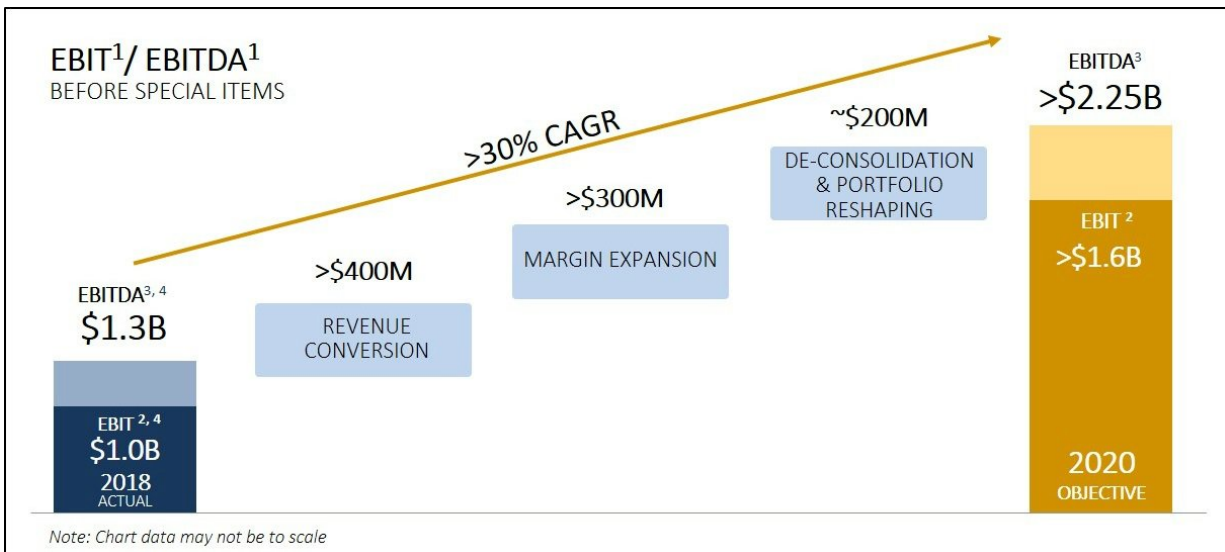 EBIT¹/ EBITDA¹
BEFORE SPECIAL ITEMS
>30% CAGR
EBITDA³, ⁴
$1.3B
EBIT ², ⁴
$1.0B
2018
ACTUAL
>$400M
REVENUE
CONVERSION
>$300M
MARGIN EXPANSION
~$200M
DE-CONSOLIDATION
& PORTFOLIO
RESHAPING
EBITDA³
>$2.25B
EBIT ²
>$1.6B
2020
OBJECTIVE
Note: Chart data may not be to scale